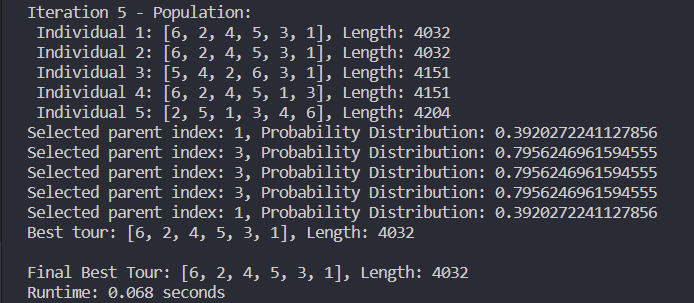 Iteration 5 - Population:
Individual 1: [6, 2, 4, 5, 3, 1], Length: 4032
Individual 2: [6, 2, 4, 5, 3, 1], Length: 4032
Individual 3: [5, 4, 2, 6, 3, 1], Length: 4151
Individual 4: [6, 2, 4, 5, 1, 3], Length: 4151
Individual 5: [2, 5, 1, 3, 4, 6], Length: 4204
Selected parent index: 1, Probability Distribution: 0.3920272241127856
Selected parent index: 3, Probability Distribution: 0.7956246961594555
Selected parent index: 3, Probability Distribution: 0.7956246961594555
Selected parent index: 3, Probability Distribution: 0.7956246961594555
Selected parent index: 1, Probability Distribution: 0.3920272241127856
Best tour: [6, 2, 4, 5, 3, 1], Length: 4032
Final Best Tour: [6, 2, 4, 5, 3, 1], Length: 4032
Runtime: 0.068 seconds